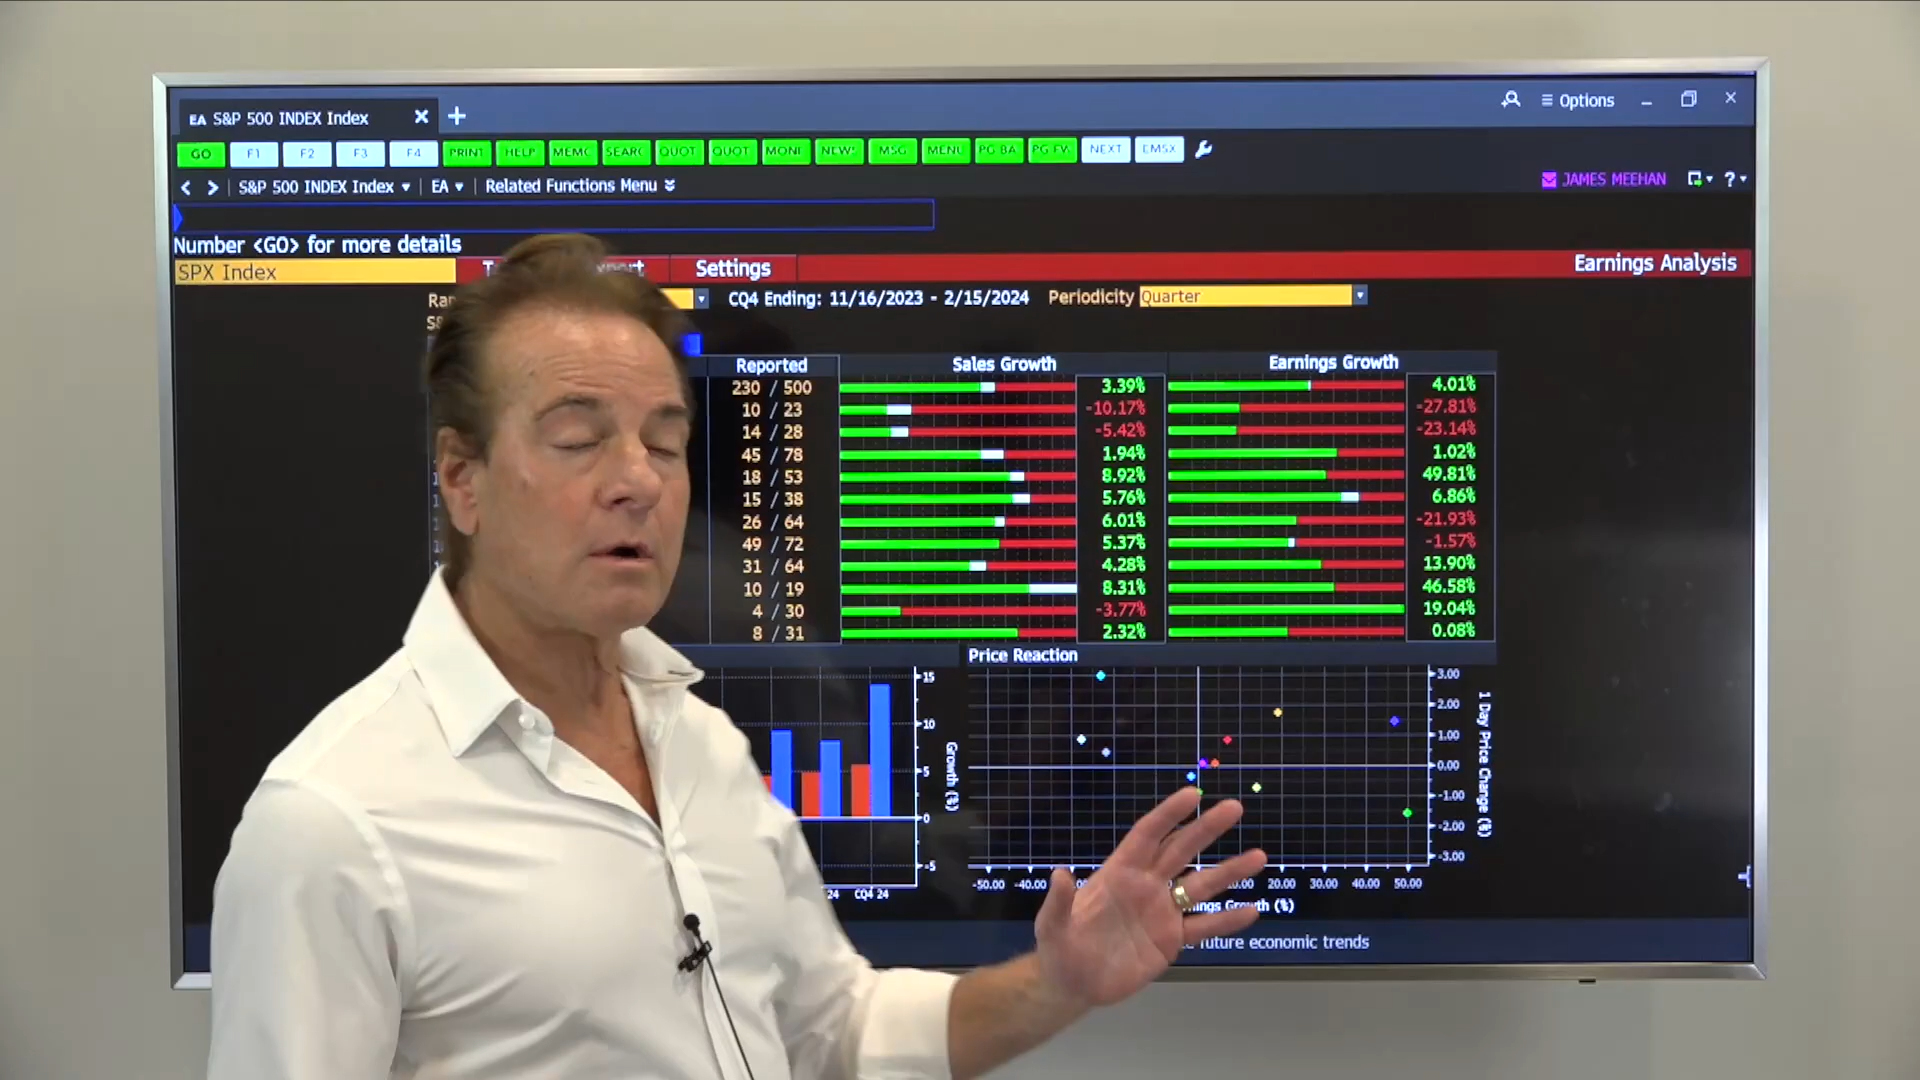 EA S&P 500 INDEX Index
Options
GO F1 F2 F3 F4 PRINT HELP MEMC SEARC QUOT QUOT MONI NEWS MSG MENU PG BA PG FW NEXT EMSX
S&P 500 INDEX Index EA Related Functions Menu
JAMES MEEHAN ?
Number <GO> for more details
SPX Index Settings Earnings Analysis
CQ4 Ending: 11/16/2023 - 2/15/2024 Periodicity Quarter
Reported Sales Growth Earnings Growth
230 / 500 3.39% 4.01%
10 / 23 -10.17% -27.81%
14 / 28 -5.42% -23.14%
45 / 78 1.94% 1.02%
18 / 53 8.92% 49.81%
15 / 38 5.76% 6.86%
26 / 64 6.01% -21.93%
49 / 72 5.37% -1.57%
31 / 64 4.28% 13.90%
10 / 19 8.31% 46.58%
4 / 30 -3.77% 19.04%
8 / 31 2.32% 0.08%
Price Reaction
15
10
5
0
-5
Growth (%)
24 CQ4 24
3.00
2.00
1.00
0.00
-1.00
-2.00
-3.00
1 Day Price Change (%)
-50.00 -40.00 20.00 30.00 40.00 50.00
Growth (%)
future economic trends